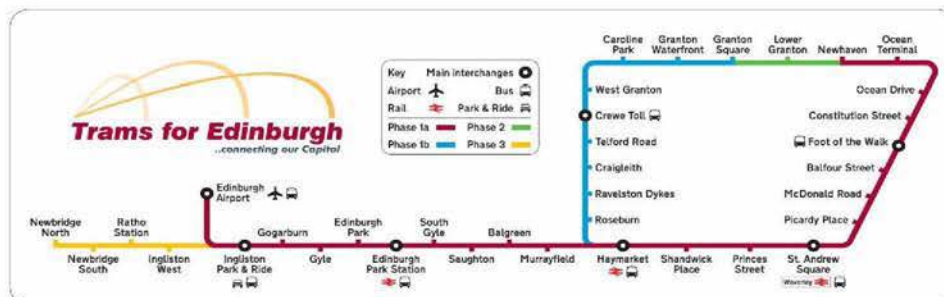 Trams for Edinburgh
...connecting our Capital
Key Main interchanges
Airport Bus
Rail Park & Ride
Phase 1a Phase 2
Phase 1b Phase 3
Caroline
Park
Granton
Waterfront
Granton
Square
Lower
Granton
Newhaven
Ocean
Terminal
West Granton
Crewe Toll
Telford Road
Craigleith
Ravelston Dykes
Roseburn
Ocean Drive
Constitution Street
Foot of the Walk
Balfour Street
McDonald Road
Picardy Place
Edinburgh
Airport
Newbridge
North
Ratho
Station
Gogarburn
Edinburgh
Park
South
Gyle
Balgreen
Newbridge
South
Ingliston
West
Ingliston
Park & Ride
Gyle
Edinburgh
Park Station
Saughton
Murrayfield
Haymarket
Shandwick
Place
Princes
Street
St. Andrew
Square
Waverley